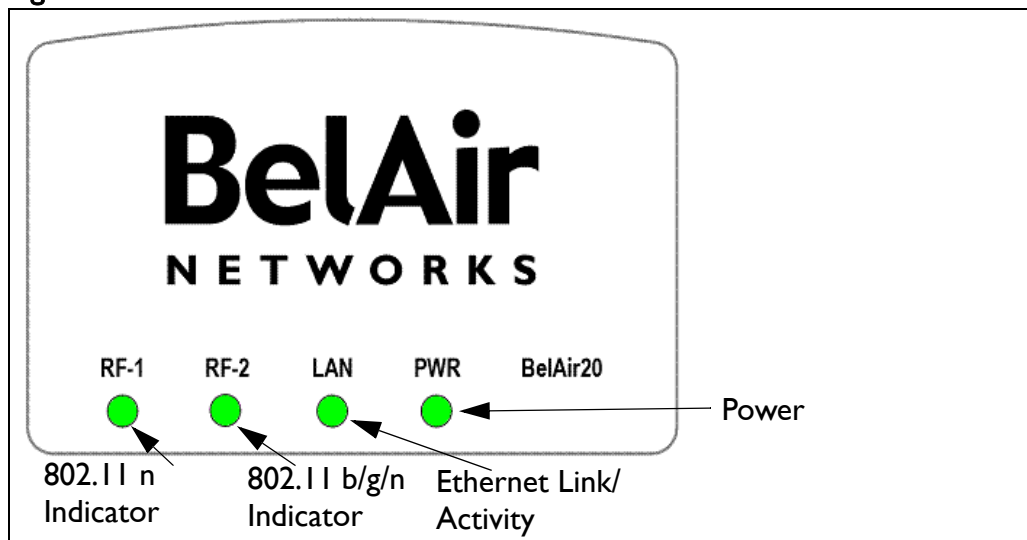 BelAir
NETWORKS
RF-1 RF-2 LAN PWR BelAir20
Power
802.11 n
Indicator
802.11 b/g/n
Indicator
Ethernet Link/
Activity